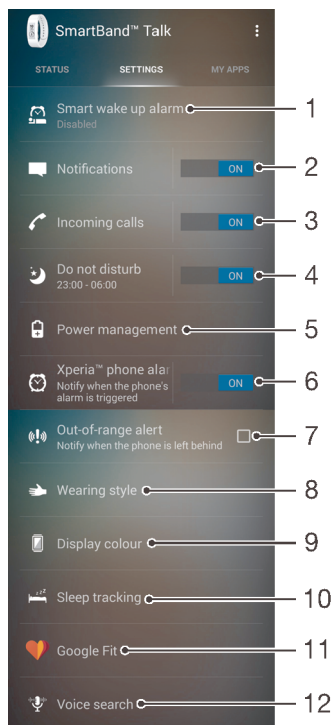 SmartBand™ Talk
STATUS SETTINGS MY APPS
Smart wake up alarm 1
Disabled
Notifications ON 2
Incoming calls ON 3
Do not disturb ON 4
23:00 - 06:00
Power management 5
Xperia™ phone alar
Notify when the phone's ON 6
alarm is triggered
Out-of-range alert 7
Notify when the phone is left behind
Wearing style 8
Display colour 9
Sleep tracking 10
Google Fit 11
Voice search 12